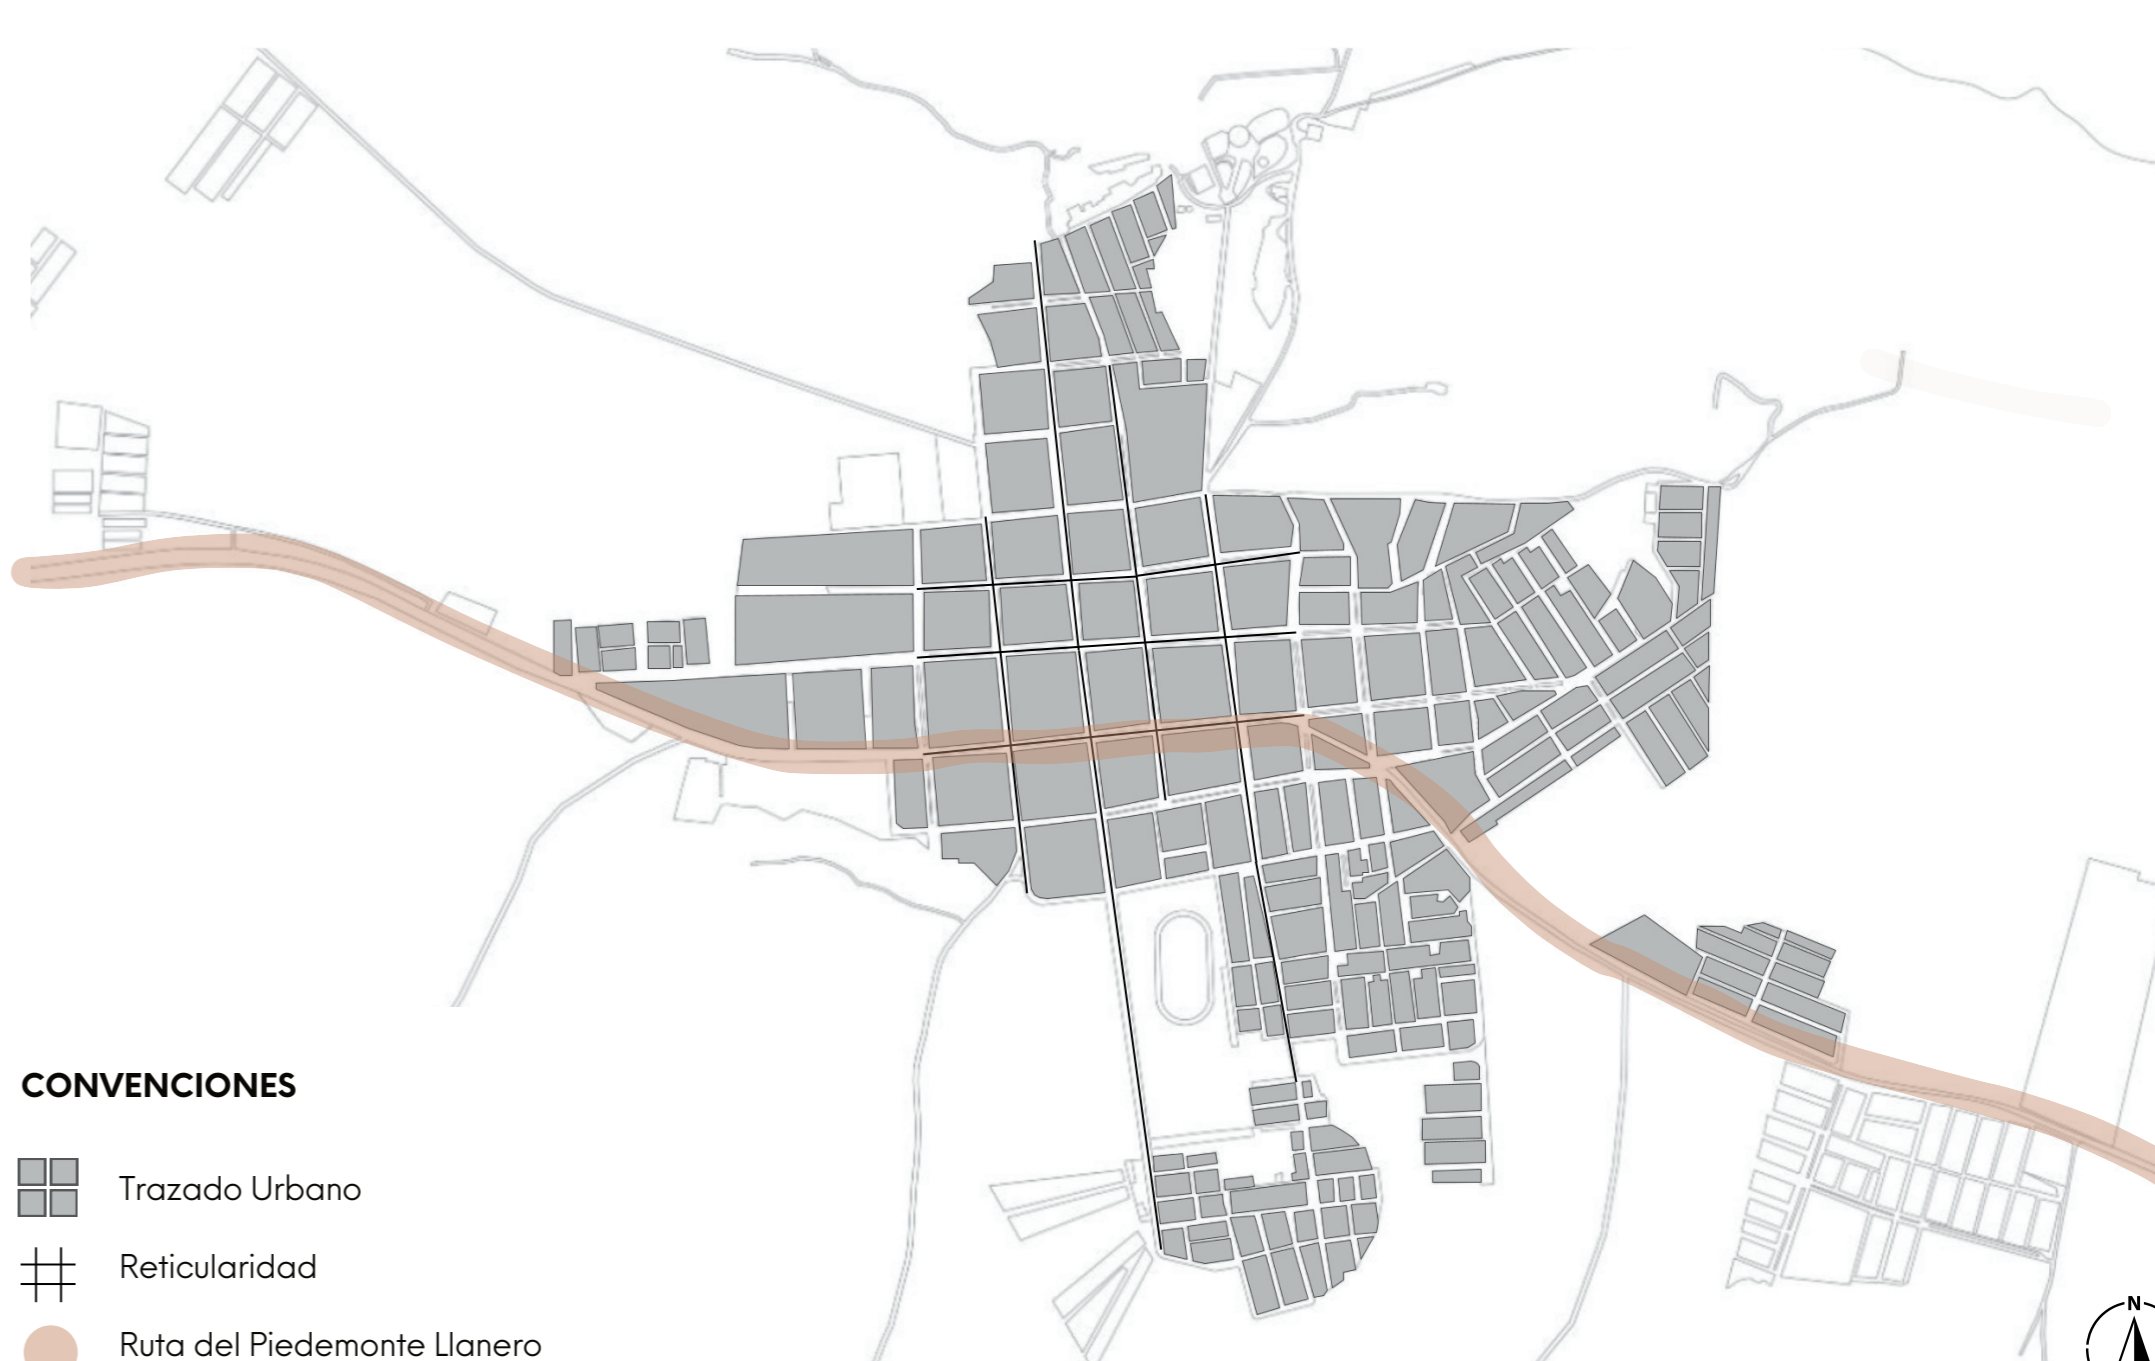 CONVENCIONES
Trazado Urbano
Reticularidad
Ruta del Piedemonte Llanero
N